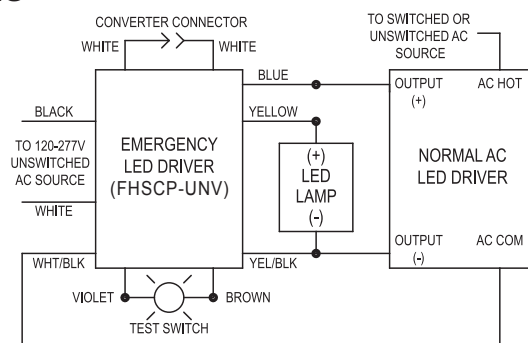 CONVERTER CONNECTOR
WHITE
WHITE
TO SWITCHED OR
UNSWITCHED AC
SOURCE
BLUE
OUTPUT
(+)
AC HOT
BLACK
YELLOW
TO 120-277V
UNSWITCHED
AC SOURCE
EMERGENCY
LED DRIVER
(FHSCP-UNV)
(+)
LED
LAMP
(-)
NORMAL AC
LED DRIVER
WHITE
OUTPUT
(-)
AC COM
WHT/BLK
YEL/BLK
VIOLET
BROWN
TEST SWITCH